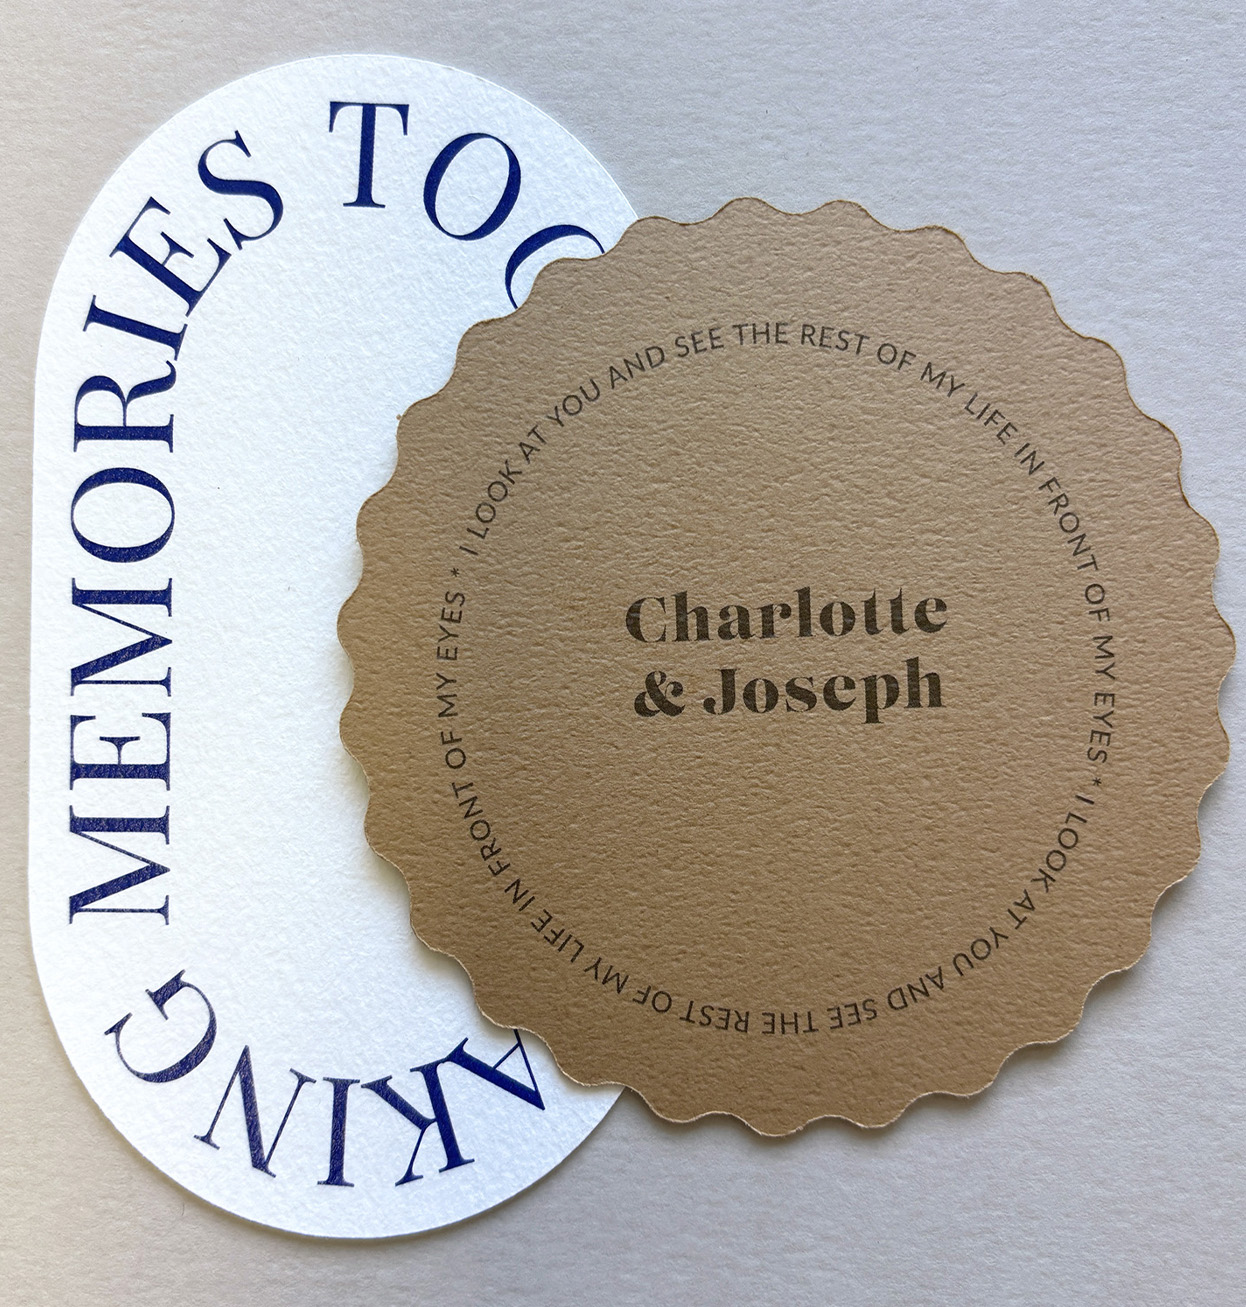 AKING MEMORIES TOG
I LOOK AT YOU AND SEE THE REST OF MY LIFE IN FRONT OF MY EYES * I LOOK AT YOU AND SEE THE REST OF MY LIFE IN FRONT OF MY EYES *
Charlotte
& Joseph